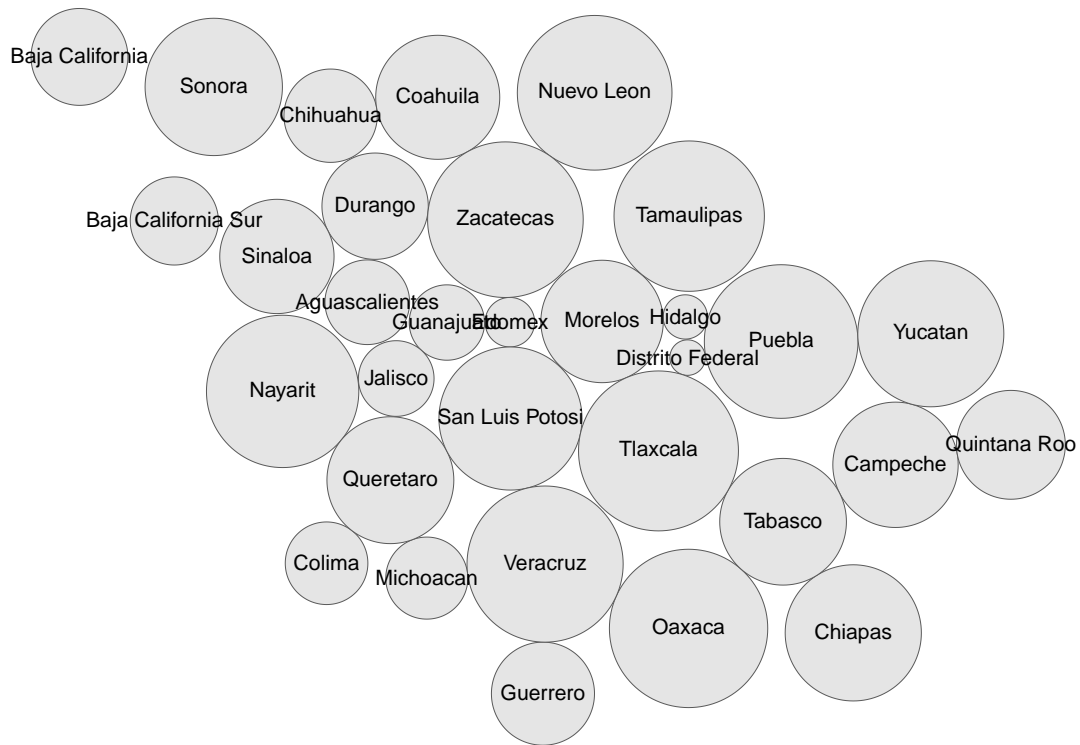 Baja California
Sonora
Chihuahua
Coahuila
Nuevo Leon
Baja California Sur
Sinaloa
Durango
Zacatecas
Tamaulipas
Aguascalientes
Guanajuato
Edomex
Morelos
Hidalgo
Distrito Federal
Puebla
Yucatan
Nayarit
Jalisco
San Luis Potosi
Tlaxcala
Campeche
Quintana Roo
Queretaro
Tabasco
Colima
Michoacan
Veracruz
Oaxaca
Chiapas
Guerrero